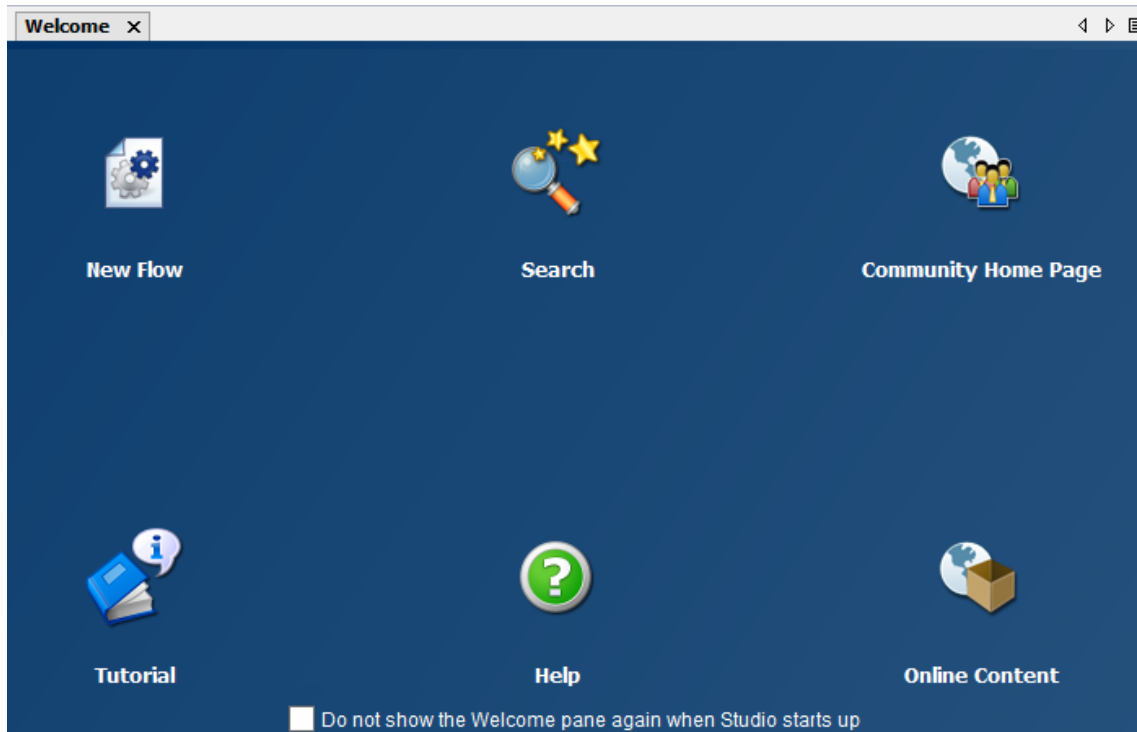 Welcome
New Flow
Search
Community Home Page
Tutorial
Help
Online Content
Do not show the Welcome pane again when Studio starts up